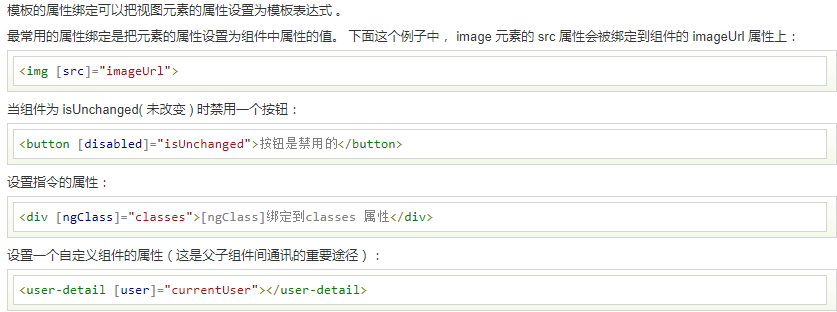 模板的属性绑定可以把视图元素的属性设置为模板表达式 。
最常用的属性绑定是把元素的属性设置为组件中属性的值。 下面这个例子中， image 元素的 src 属性会被绑定到组件的 imageUrl 属性上：
<img [src]="imageUrl">
当组件为 isUnchanged( 未改变 ) 时禁用一个按钮：
<button [disabled]="isUnchanged">按钮是禁用的</button>
设置指令的属性：
<div [ngClass]="classes">[ngClass]绑定到classes 属性</div>
设置一个自定义组件的属性（这是父子组件间通讯的重要途径）：
<user-detail [user]="currentUser"></user-detail>